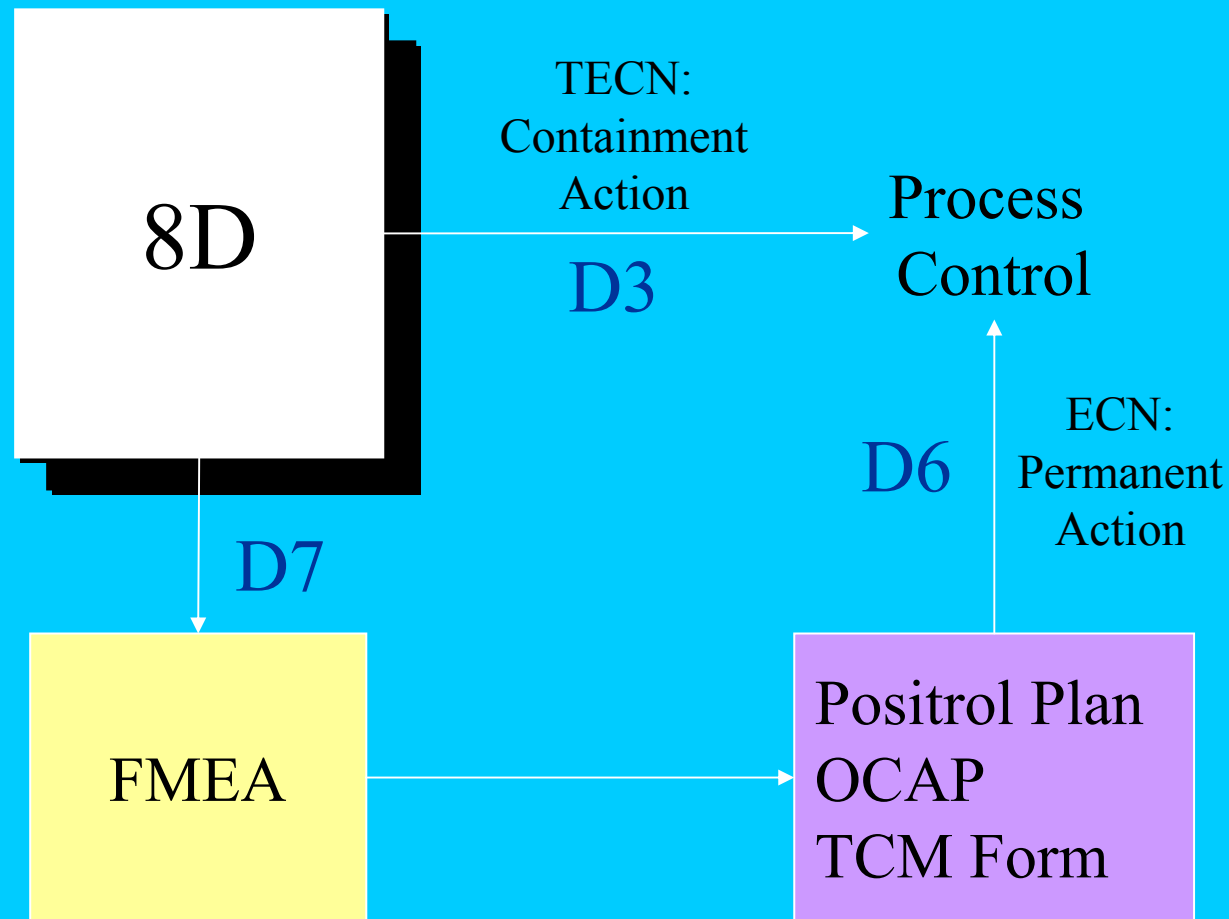 8D
TECN:
Containment
Action
D3
Process
Control
D6
ECN:
Permanent
Action
D7
FMEA
Positrol Plan
OCAP
TCM Form